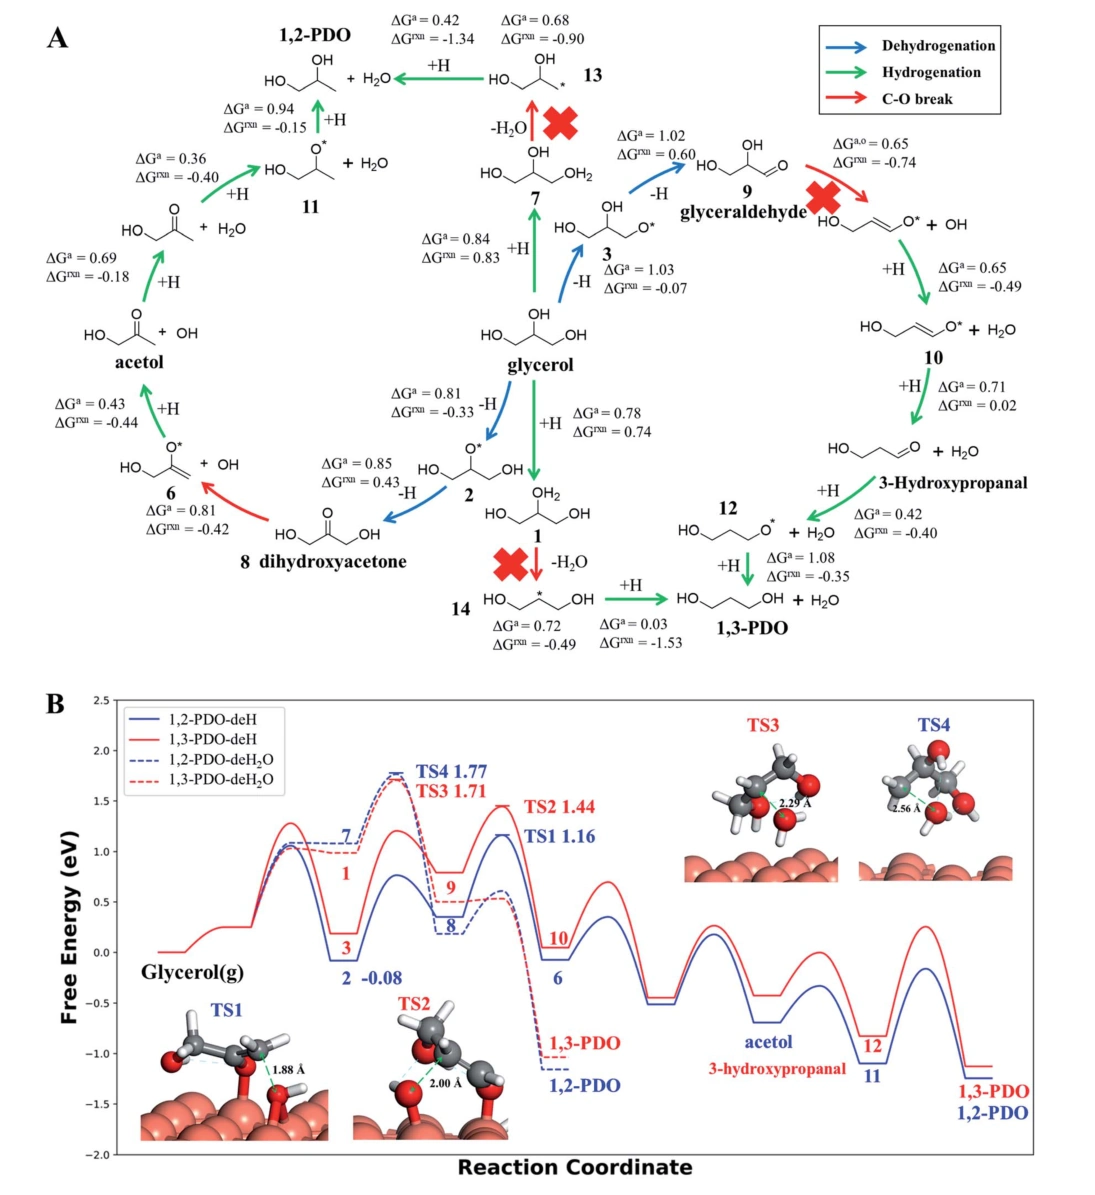 A
1,2-PDO
ΔGᵃ = 0.42
ΔGʳˣⁿ = -1.34
ΔGᵃ = 0.68
ΔGʳˣⁿ = -0.90
Dehydrogenation
Hydrogenation
C-O break
OH
HO
+ H₂O
+H
OH
HO
*
13
ΔGᵃ = 0.94
ΔGʳˣⁿ = -0.15
+H
-H₂O
ΔGᵃ = 1.02
ΔGʳˣⁿ = 0.60
ΔGᵃ,ᵒ = 0.65
ΔGʳˣⁿ = -0.74
ΔGᵃ = 0.36
ΔGʳˣⁿ = -0.40
+H
O*
HO
+ H₂O
11
OH
HO
OH₂
7
-H
OH
HO
O
9
glyceraldehyde
O
HO
+ H₂O
OH
HO
O*
3
HO
O* + OH
ΔGᵃ = 0.69
ΔGʳˣⁿ = -0.18
+H
ΔGᵃ = 0.84
ΔGʳˣⁿ = 0.83
+H
-H
ΔGᵃ = 1.03
ΔGʳˣⁿ = -0.07
+H
ΔGᵃ = 0.65
ΔGʳˣⁿ = -0.49
O
HO
+ OH
acetol
OH
HO
OH
glycerol
HO
O* + H₂O
10
ΔGᵃ = 0.43
ΔGʳˣⁿ = -0.44
+H
ΔGᵃ = 0.81
ΔGʳˣⁿ = -0.33
-H
+H
ΔGᵃ = 0.78
ΔGʳˣⁿ = 0.74
+H
ΔGᵃ = 0.71
ΔGʳˣⁿ = 0.02
O*
HO
+ OH
6
ΔGᵃ = 0.85
ΔGʳˣⁿ = 0.43
-H
O*
HO
OH
2
HO
O + H₂O
3-Hydroxypropanal
ΔGᵃ = 0.81
ΔGʳˣⁿ = -0.42
O
HO
OH
8 dihydroxyacetone
OH₂
HO
OH
1
12
HO
O*
+ H₂O
+H
ΔGᵃ = 0.42
ΔGʳˣⁿ = -0.40
-H₂O
+H
ΔGᵃ = 1.08
ΔGʳˣⁿ = -0.35
14
HO
*
OH
+H
HO
OH + H₂O
1,3-PDO
ΔGᵃ = 0.72
ΔGʳˣⁿ = -0.49
ΔGᵃ = 0.03
ΔGʳˣⁿ = -1.53
B
2.5
2.0
1.5
1.0
0.5
0.0
−0.5
−1.0
−1.5
−2.0
Free Energy (eV)
1,2-PDO-deH
1,3-PDO-deH
1,2-PDO-deH₂O
1,3-PDO-deH₂O
TS3
TS4
2.29 Å
2.56 Å
TS4 1.77
TS3 1.71
TS2 1.44
TS1 1.16
7
1
9
8
3
2 -0.08
10
6
Glycerol(g)
TS1
1.88 Å
TS2
2.00 Å
1,3-PDO
1,2-PDO
acetol
3-hydroxypropanal
12
11
1,3-PDO
1,2-PDO
Reaction Coordinate